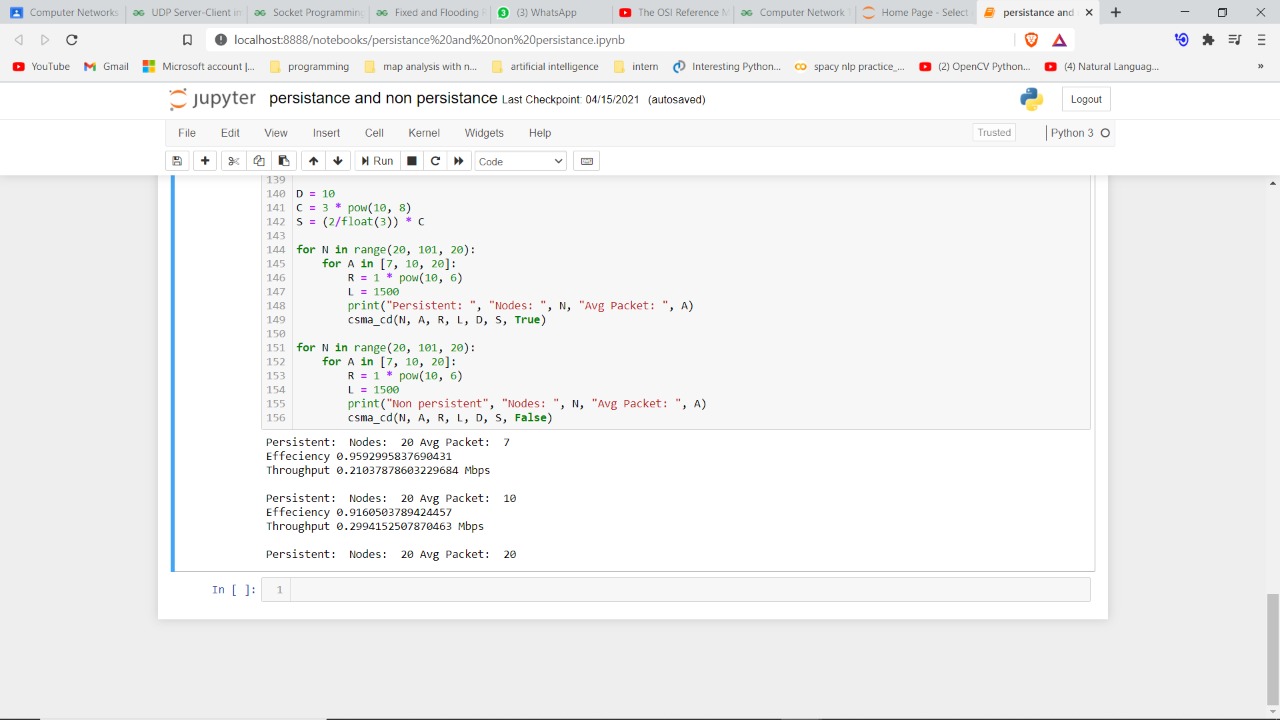 Computer Networks
UDP Server-Client in
Socket Programming
Fixed and Flooding
(3) WhatsApp
The OSI Reference M
Computer Network
Home Page - Select
persistance and
localhost:8888/notebooks/persistance%20and%20non%20persistance.ipynb
YouTube
Gmail
Microsoft account |...
programming
map analysis with n...
artificial intelligence
intern
Interesting Python...
spacy nlp practice_...
(2) OpenCV Python...
(4) Natural Languag...
»
jupyter persistance and non persistance Last Checkpoint: 04/15/2021 (autosaved)
Logout
File Edit View Insert Cell Kernel Widgets Help
Trusted
Python 3
Run
Code
139
140 D = 10
141 C = 3 * pow(10, 8)
142 S = (2/float(3)) * C
143
144 for N in range(20, 101, 20):
145 for A in [7, 10, 20]:
146 R = 1 * pow(10, 6)
147 L = 1500
148 print("Persistent: ", "Nodes: ", N, "Avg Packet: ", A)
149 csma_cd(N, A, R, L, D, S, True)
150
151 for N in range(20, 101, 20):
152 for A in [7, 10, 20]:
153 R = 1 * pow(10, 6)
154 L = 1500
155 print("Non persistent", "Nodes: ", N, "Avg Packet: ", A)
156 csma_cd(N, A, R, L, D, S, False)
Persistent:  Nodes:  20 Avg Packet:  7
Effeciency 0.9592995837690431
Throughput 0.21037878603229684 Mbps
Persistent:  Nodes:  20 Avg Packet:  10
Effeciency 0.9160503789424457
Throughput 0.2994152507870463 Mbps
Persistent:  Nodes:  20 Avg Packet:  20
In [ ]: 1